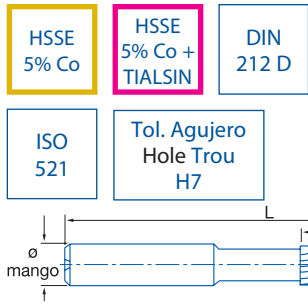 HSSE
5% Co
HSSE
5% Co +
TIALSIN
DIN
212 D
ISO
521
Tol. Agujero
Hole Trou
H7
L
ø
mango